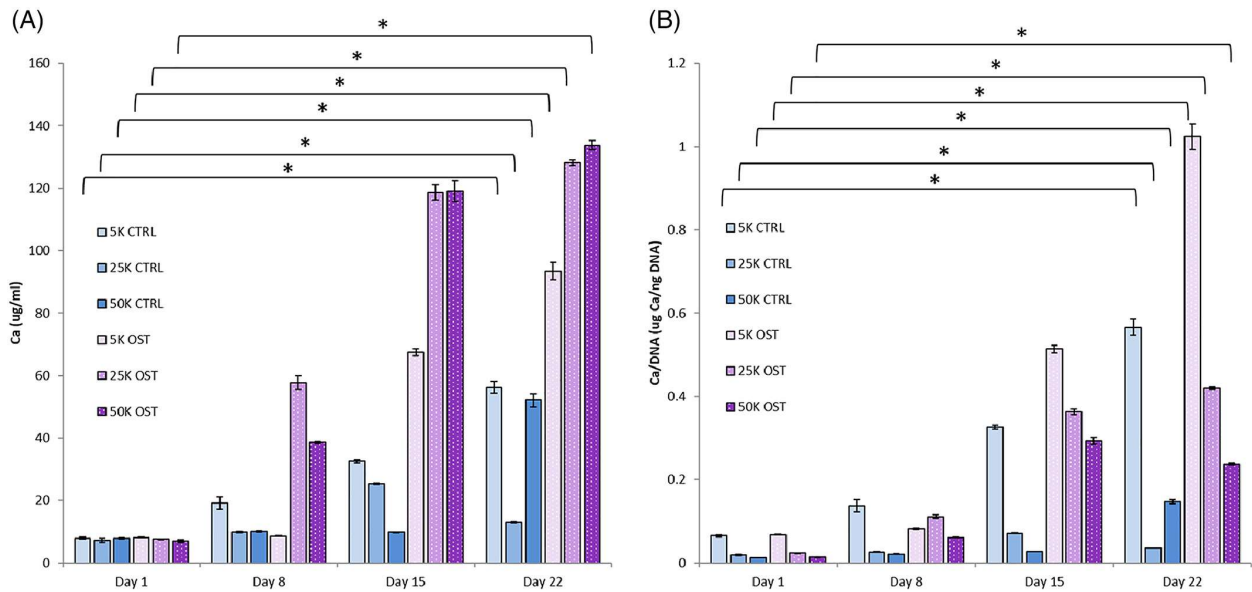 (A)
*
*
*
*
*
*
160
140
120
100
80
60
40
20
0
Ca (ug/ml)
5K CTRL
25K CTRL
50K CTRL
5K OST
25K OST
50K OST
Day 1
Day 8
Day 15
Day 22
(B)
*
*
*
*
*
*
1.2
1
0.8
0.6
0.4
0.2
0
Ca/DNA (ug Ca/ng DNA)
5K CTRL
25K CTRL
50K CTRL
5K OST
25K OST
50K OST
Day 1
Day 8
Day 15
Day 22